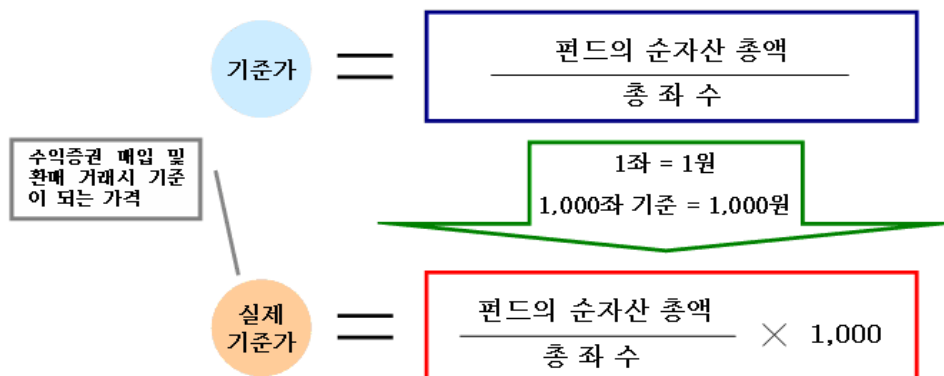 기준가
=
펀드의 순자산 총액
총 좌 수
수익증권 매입 및
환매 거래시 기준
이 되는 가격
1좌 = 1원
1,000좌 기준 = 1,000원
실제
기준가
=
펀드의 순자산 총액
총 좌 수
× 1,000